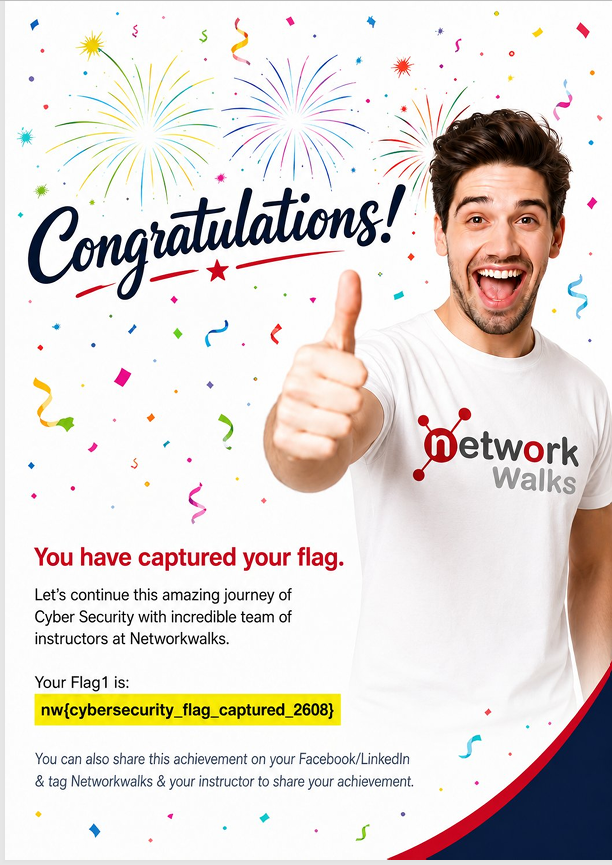 Congratulations!
network
Walks
You have captured your flag.
Let's continue this amazing journey of
Cyber Security with incredible team of
instructors at Networkwalks.
Your Flag1 is:
nw{cybersecurity_flag_captured_2608}
You can also share this achievement on your Facebook/LinkedIn
& tag Networkwalks & your instructor to share your achievement.